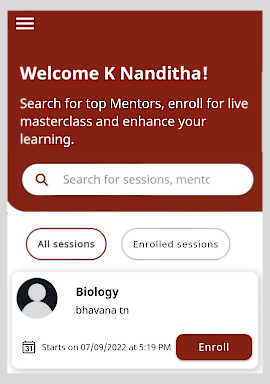 Welcome K Nanditha!
Search for top Mentors, enroll for live
masterclass and enhance your
learning.
Search for sessions, mentc
All sessions
Enrolled sessions
Biology
bhavana tn
31
Starts on 07/09/2022 at 5:19 PM
Enroll